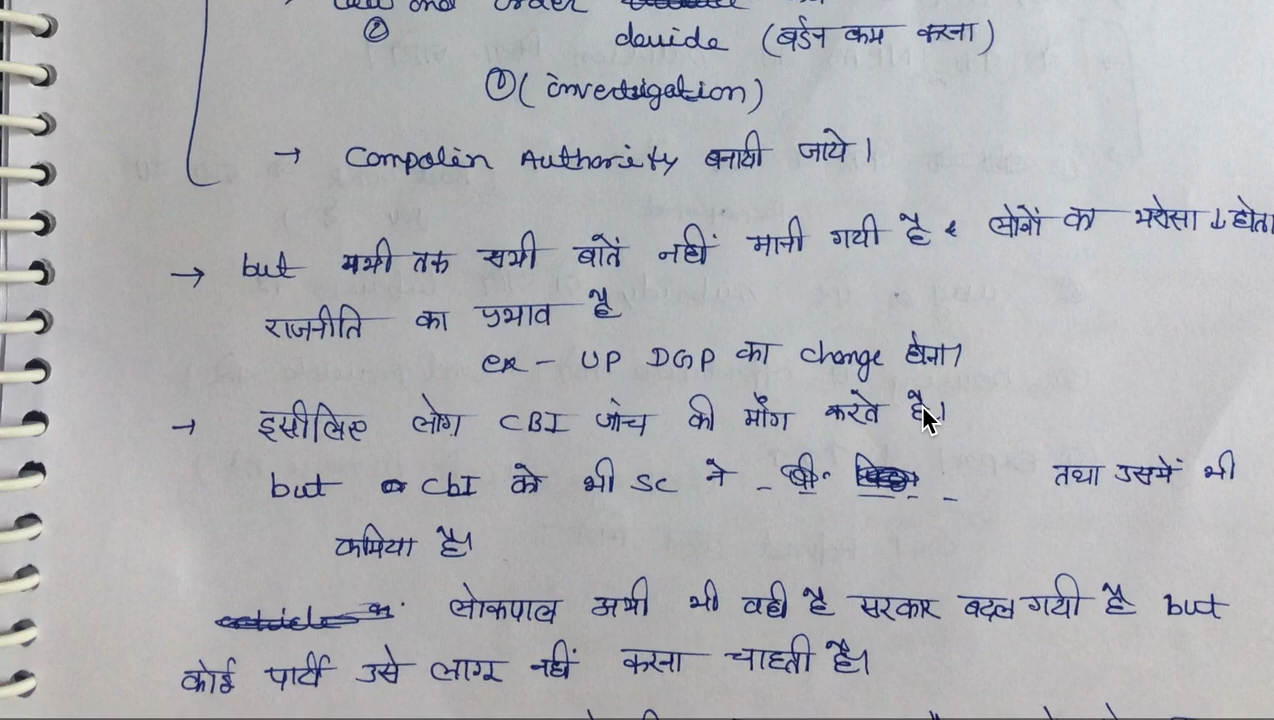 ② devide (बर्डन कम करना)
① (investigation)
→ Compalin Authority बनायी जाये।
→ but अभी तक सभी बातें नहीं मानी गयी है & लोगों का भरोसा ↓ होता
राजनीति का प्रभाव है
ex - UP DGP का change होना।
→ इसीलिए लोग CBI जांच की माँग करते है।
but CbI को भी SC ने तथा उसमें भी
कमिया है।
लोकपाल अभी भी वही है सरकार बदल गयी है but
कोई पार्टी उसे लागू नहीं करना चाहती है।